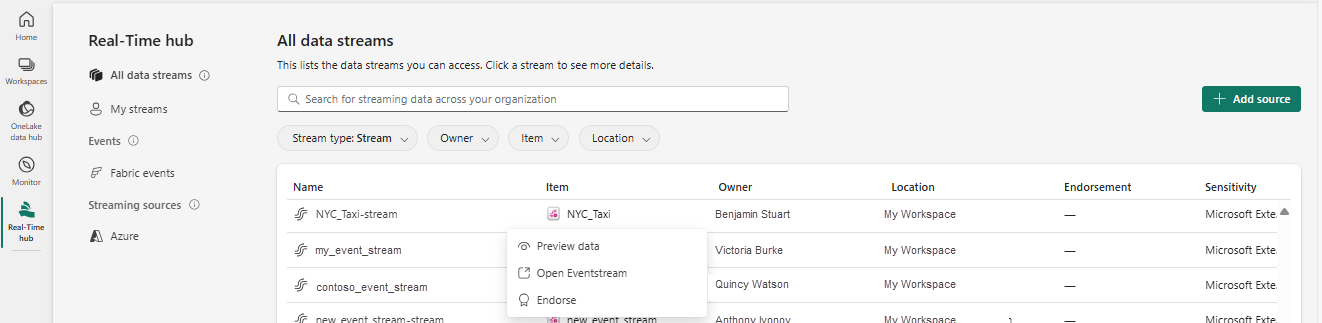 Home
Workspaces
OneLake
data hub
Monitor
Real-Time
hub
Real-Time hub
All data streams
My streams
Events
Fabric events
Streaming sources
Azure
All data streams
This lists the data streams you can access. Click a stream to see more details.
Search for streaming data across your organization
Add source
Stream type: Stream Owner Item Location
Name Item Owner Location Endorsement Sensitivity
NYC_Taxi-stream NYC_Taxi Benjamin Stuart My Workspace — Microsoft Exte.
my_event_stream Victoria Burke My Workspace — Microsoft Exte.
contoso_event_stream Quincy Watson My Workspace — Microsoft Exte.
new_event_stream-stream new_event_stream Anthony Ivonov My Workspace Microsoft Exte.
Preview data
Open Eventstream
Endorse